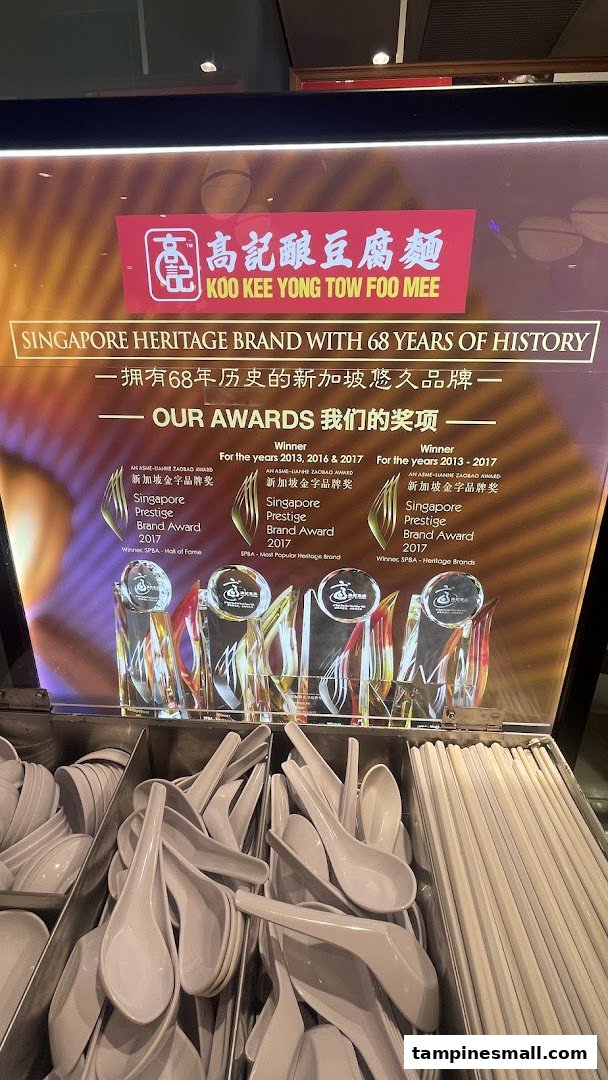 高記
TM
高記酿豆腐麵
KOO KEE YONG TOW FOO MEE
SINGAPORE HERITAGE BRAND WITH 68 YEARS OF HISTORY
拥有68年历史的新加坡悠久品牌
OUR AWARDS 我们的奖项
AN ASME-LIANHE ZAOBAO AWARD
新加坡金字品牌奖
Singapore
Prestige
Brand Award
2017
Winner, SPBA - Hall of Fame
Winner
For the years 2013, 2016 & 2017
AN ASME-LIANHE ZAOBAO AWARD
新加坡金字品牌奖
Singapore
Prestige
Brand Award
2017
SPBA - Most Popular Heritage Brand
Winner
For the years 2013 - 2017
AN ASME-LIANHE ZAOBAO AWARD
新加坡金字品牌奖
Singapore
Prestige
Brand Award
2017
Winner, SPBA - Heritage Brands
tampinesmall.com